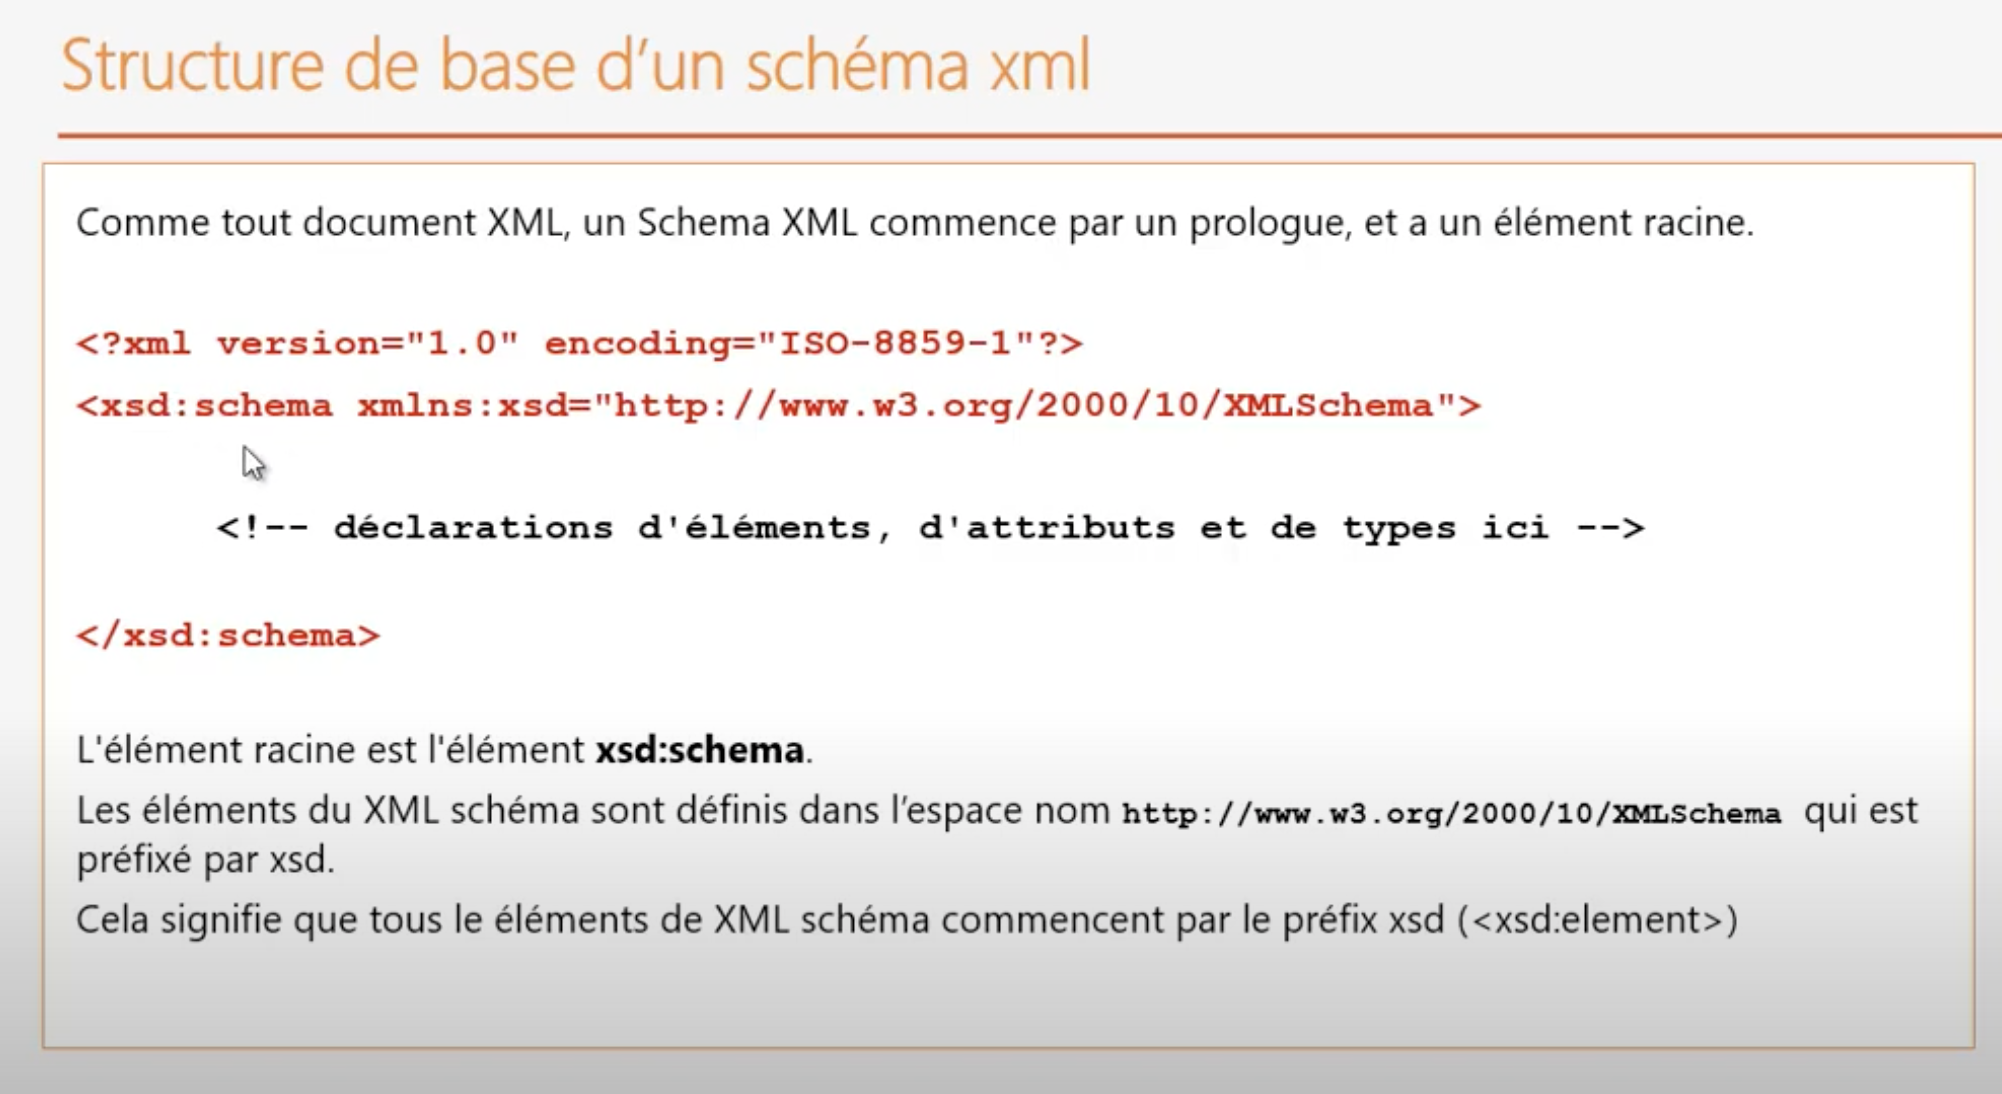 Structure de base d’un schéma xml
Comme tout document XML, un Schema XML commence par un prologue, et a un élément racine.
<?xml version="1.0" encoding="ISO-8859-1"?>
<xsd:schema xmlns:xsd="http://www.w3.org/2000/10/XMLSchema">
<!-- déclarations d'éléments, d'attributs et de types ici -->
</xsd:schema>
L'élément racine est l'élément xsd:schema.
Les éléments du XML schéma sont définis dans l’espace nom http://www.w3.org/2000/10/XMLSchema qui est
préfixé par xsd.
Cela signifie que tous le éléments de XML schéma commencent par le préfix xsd (<xsd:element>)